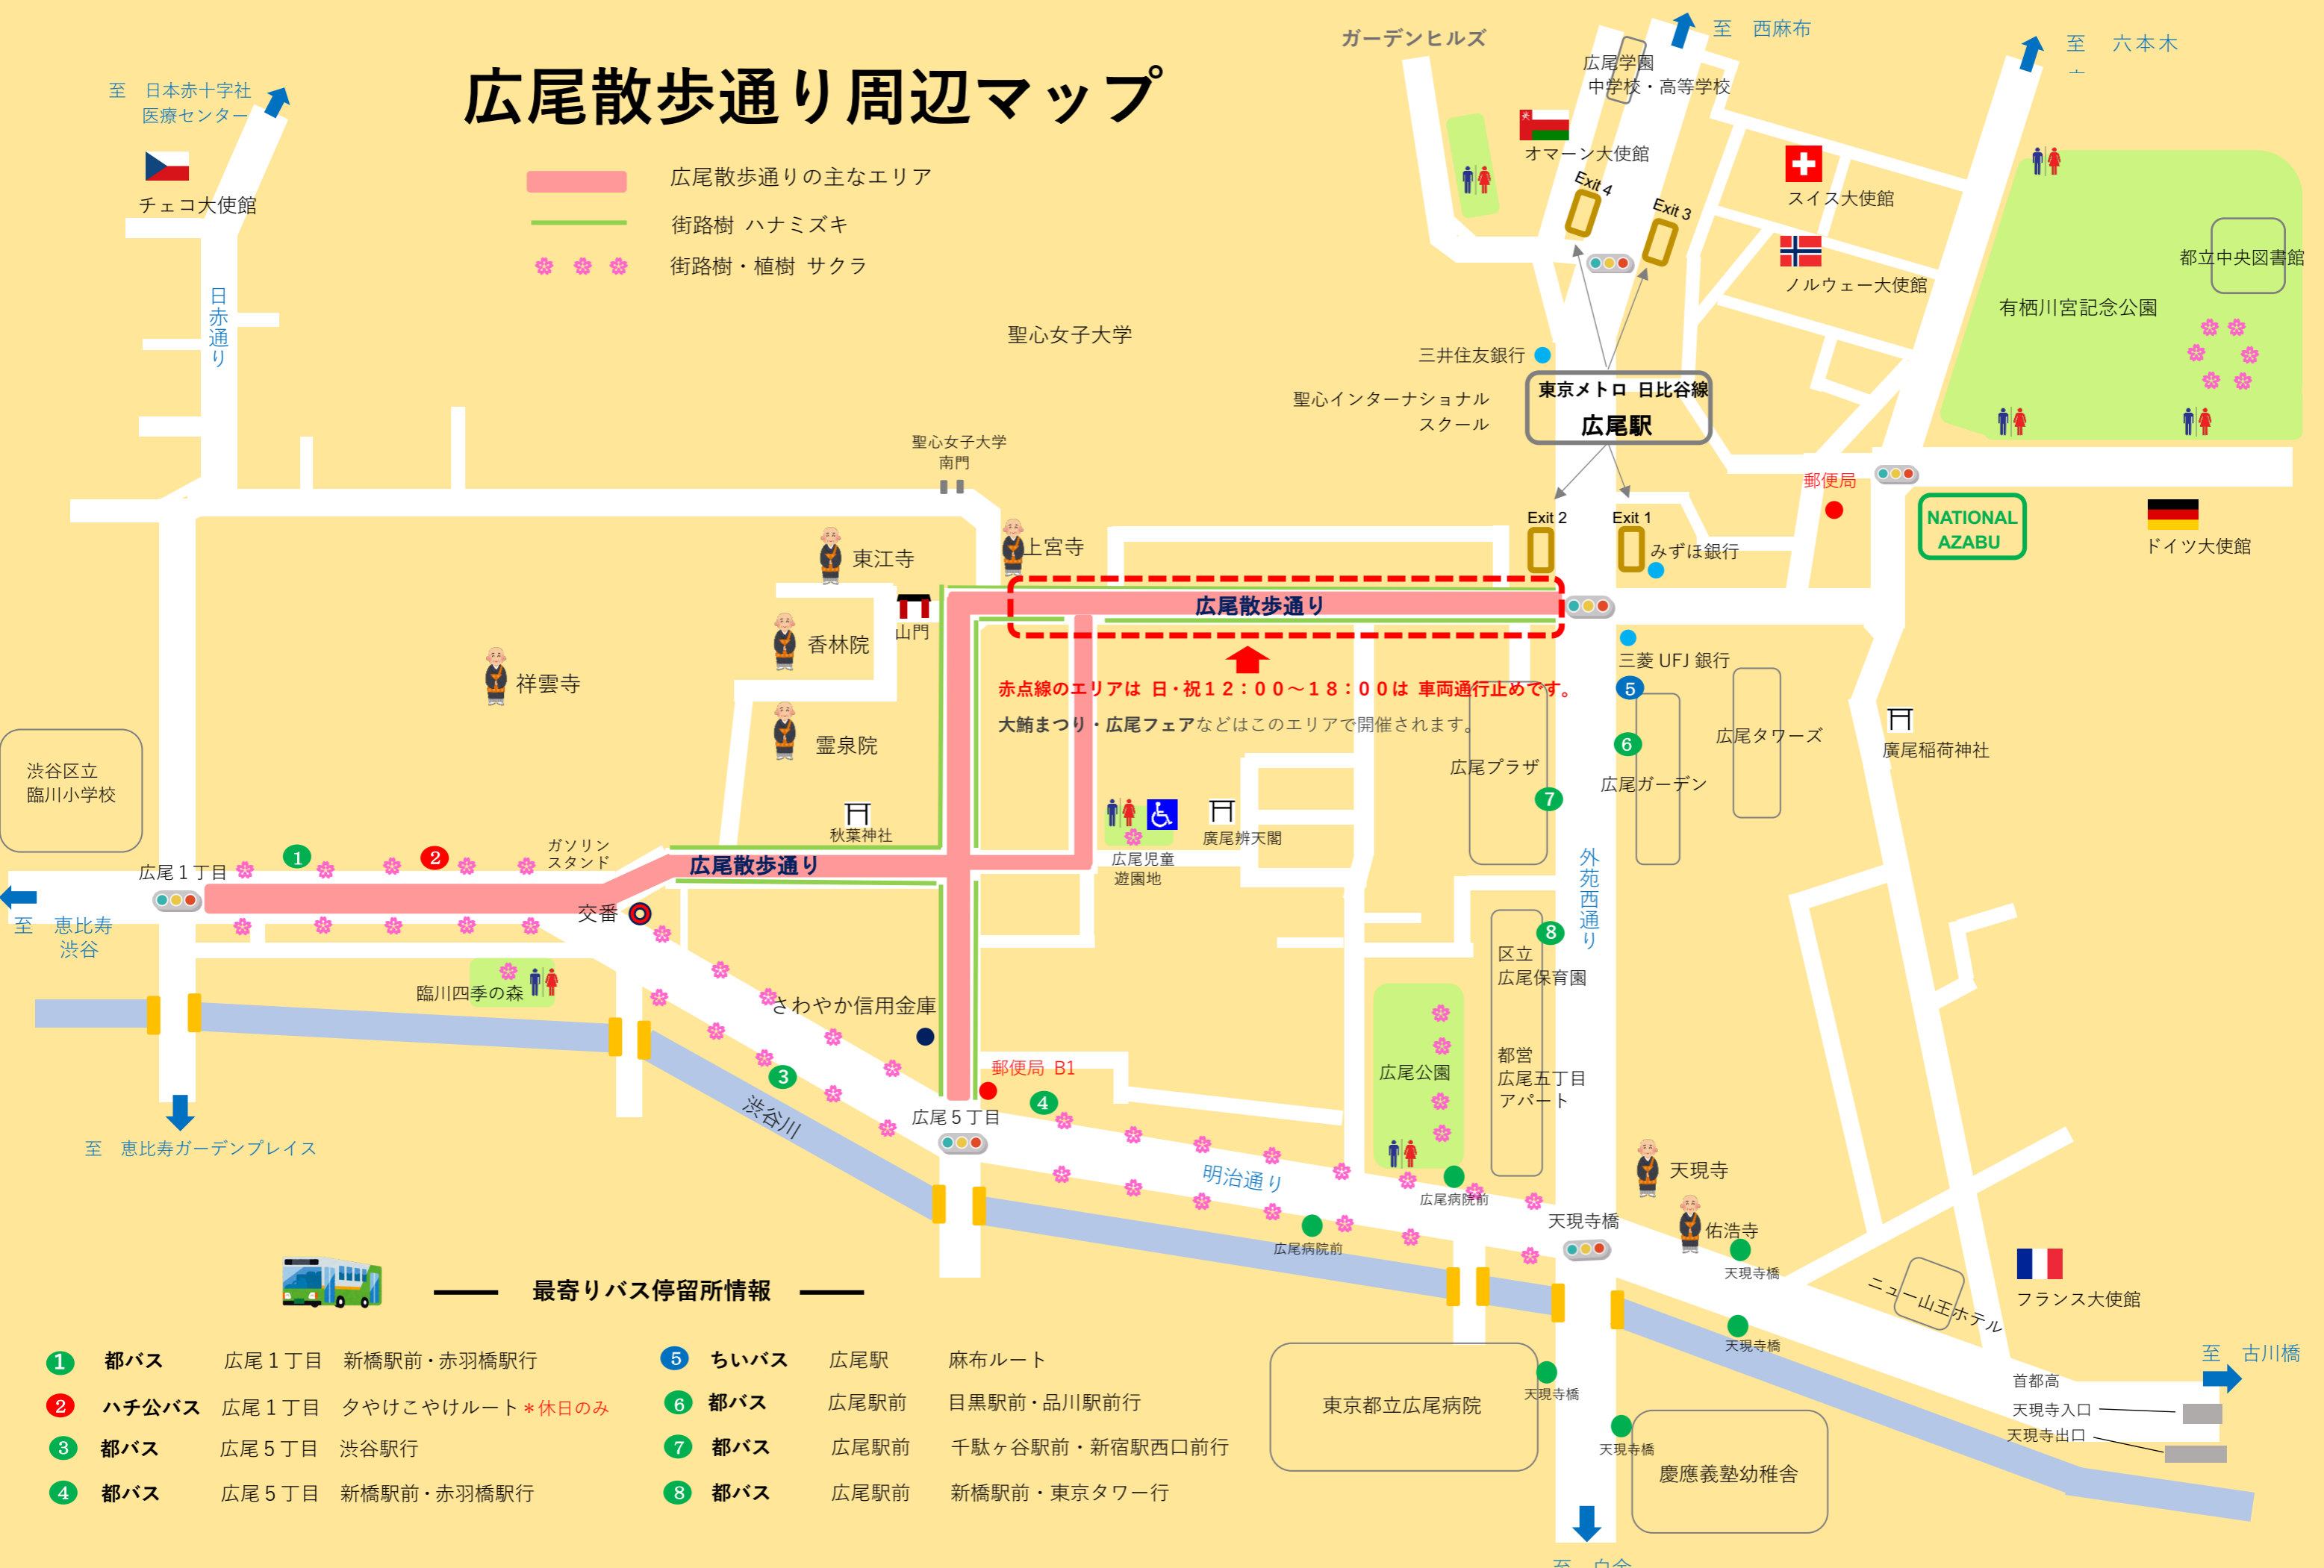 広尾散歩通り周辺マップ
広尾散歩通りの主なエリア
街路樹 ハナミズキ
街路樹・植樹 サクラ
至 日本赤十字社
医療センター
チェコ大使館
日赤通り
ガーデンヒルズ
広尾学園
中学校・高等学校
至 西麻布
至 六本木
オマーン大使館
Exit 4
Exit 3
スイス大使館
ノルウェー大使館
都立中央図書館
有栖川宮記念公園
聖心女子大学
三井住友銀行
聖心インターナショナル
スクール
東京メトロ 日比谷線
広尾駅
聖心女子大学
南門
郵便局
NATIONAL
AZABU
ドイツ大使館
Exit 2
Exit 1
みずほ銀行
上宮寺
東江寺
山門
香林院
祥雲寺
霊泉院
広尾散歩通り
赤点線のエリアは 日・祝12:00~18:00は 車両通行止めです。
大鮪まつり・広尾フェアなどはこのエリアで開催されます。
三菱 UFJ 銀行
5
6
広尾タワーズ
広尾ガーデン
広尾プラザ
7
廣尾稲荷神社
渋谷区立
臨川小学校
秋葉神社
廣尾辨天閣
広尾児童
遊園地
ガソリン
スタンド
広尾散歩通り
1
2
広尾1丁目
交番
至 恵比寿
渋谷
外苑西通り
8
区立
広尾保育園
臨川四季の森
さわやか信用金庫
3
郵便局 B1
4
広尾5丁目
渋谷川
広尾公園
都営
広尾五丁目
アパート
至 恵比寿ガーデンプレイス
明治通り
広尾病院前
広尾病院前
天現寺橋
天現寺
佑浩寺
天現寺橋
天現寺橋
ニュー山王ホテル
フランス大使館
至 古川橋
首都高
天現寺入口
天現寺出口
東京都立広尾病院
天現寺橋
天現寺橋
慶應義塾幼稚舎
至 白金
最寄りバス停留所情報
1 都バス 広尾1丁目 新橋駅前・赤羽橋駅行
2 ハチ公バス 広尾1丁目 夕やけこやけルート＊休日のみ
3 都バス 広尾5丁目 渋谷駅行
4 都バス 広尾5丁目 新橋駅前・赤羽橋駅行
5 ちいバス 広尾駅 麻布ルート
6 都バス 広尾駅前 目黒駅前・品川駅前行
7 都バス 広尾駅前 千駄ヶ谷駅前・新宿駅西口前行
8 都バス 広尾駅前 新橋駅前・東京タワー行